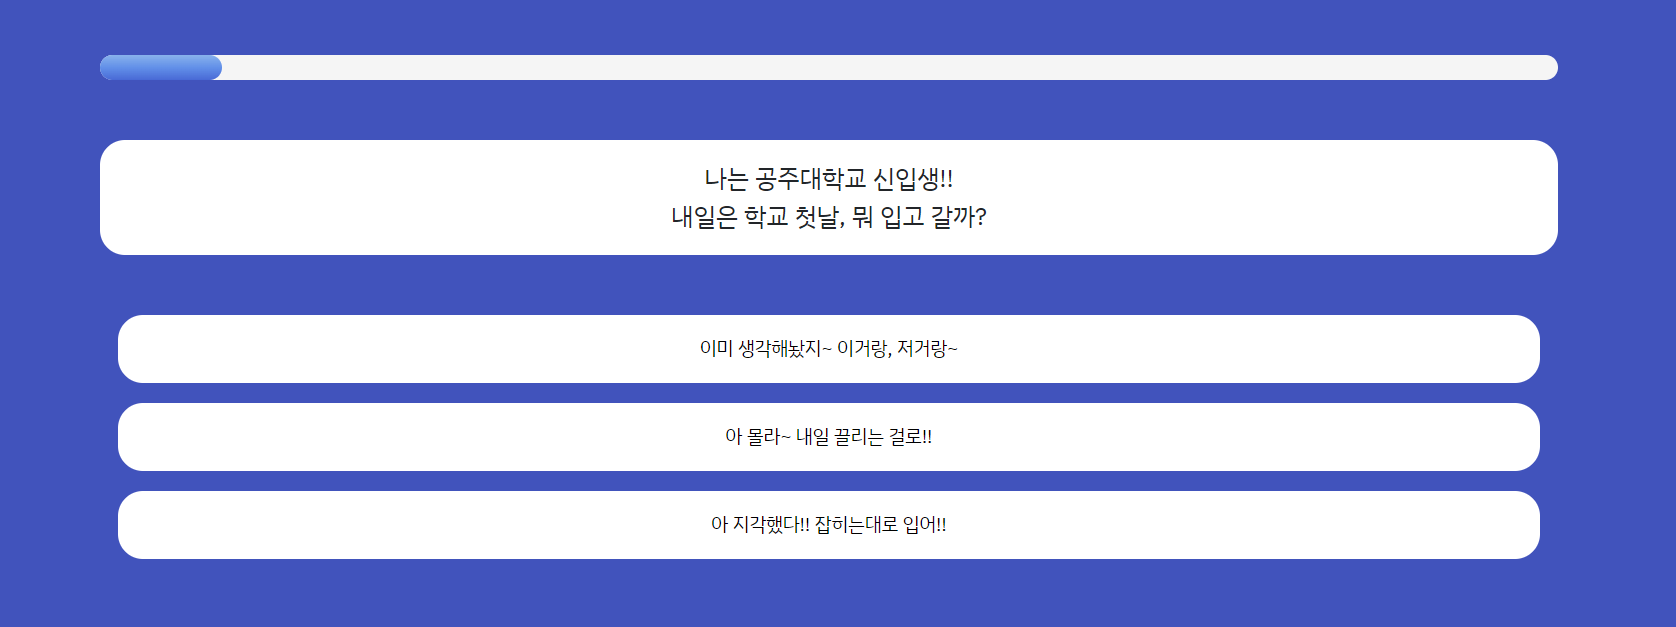 나는 공주대학교 신입생!!
내일은 학교 첫날, 뭐 입고 갈까?
이미 생각해놨지~ 이거랑, 저거랑~
아 몰라~ 내일 끌리는 걸로!!
아 지각했다!! 잡히는대로 입어!!